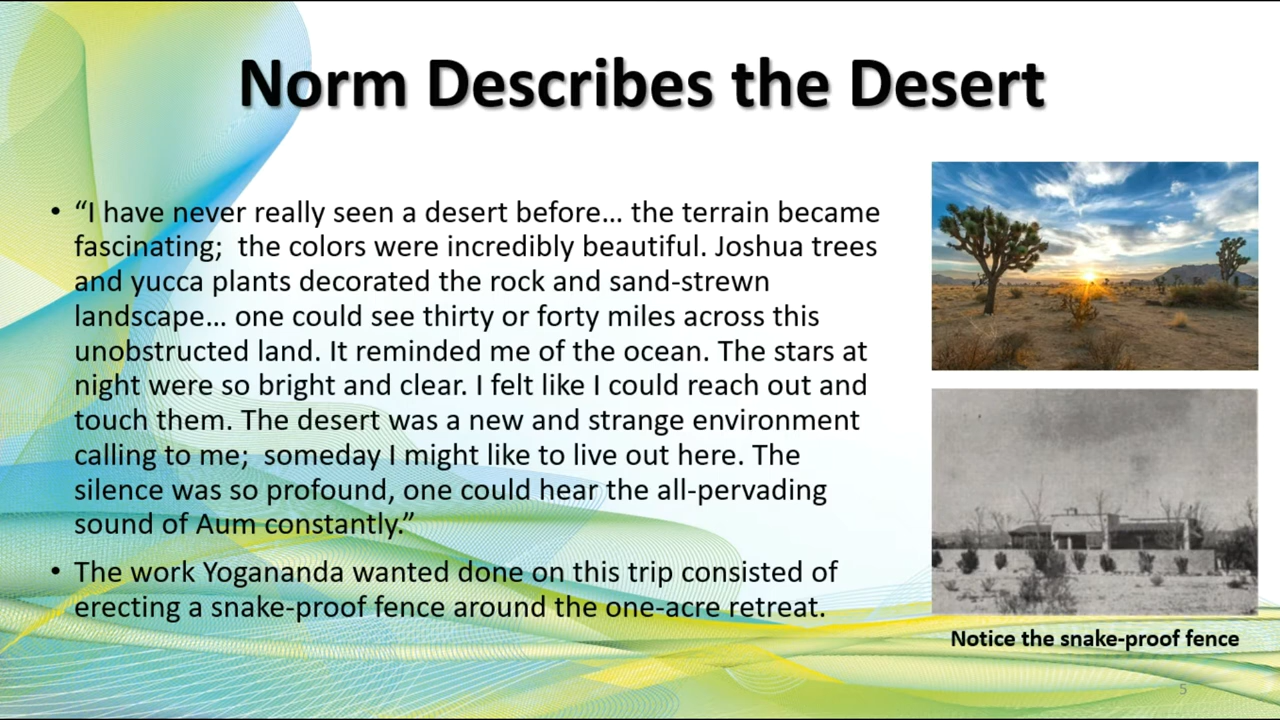 Norm Describes the Desert
• “I have never really seen a desert before… the terrain became
fascinating;  the colors were incredibly beautiful. Joshua trees
and yucca plants decorated the rock and sand-strewn
landscape… one could see thirty or forty miles across this
unobstructed land. It reminded me of the ocean. The stars at
night were so bright and clear. I felt like I could reach out and
touch them. The desert was a new and strange environment
calling to me;  someday I might like to live out here. The
silence was so profound, one could hear the all-pervading
sound of Aum constantly.”
• The work Yogananda wanted done on this trip consisted of
erecting a snake-proof fence around the one-acre retreat.
Notice the snake-proof fence
5